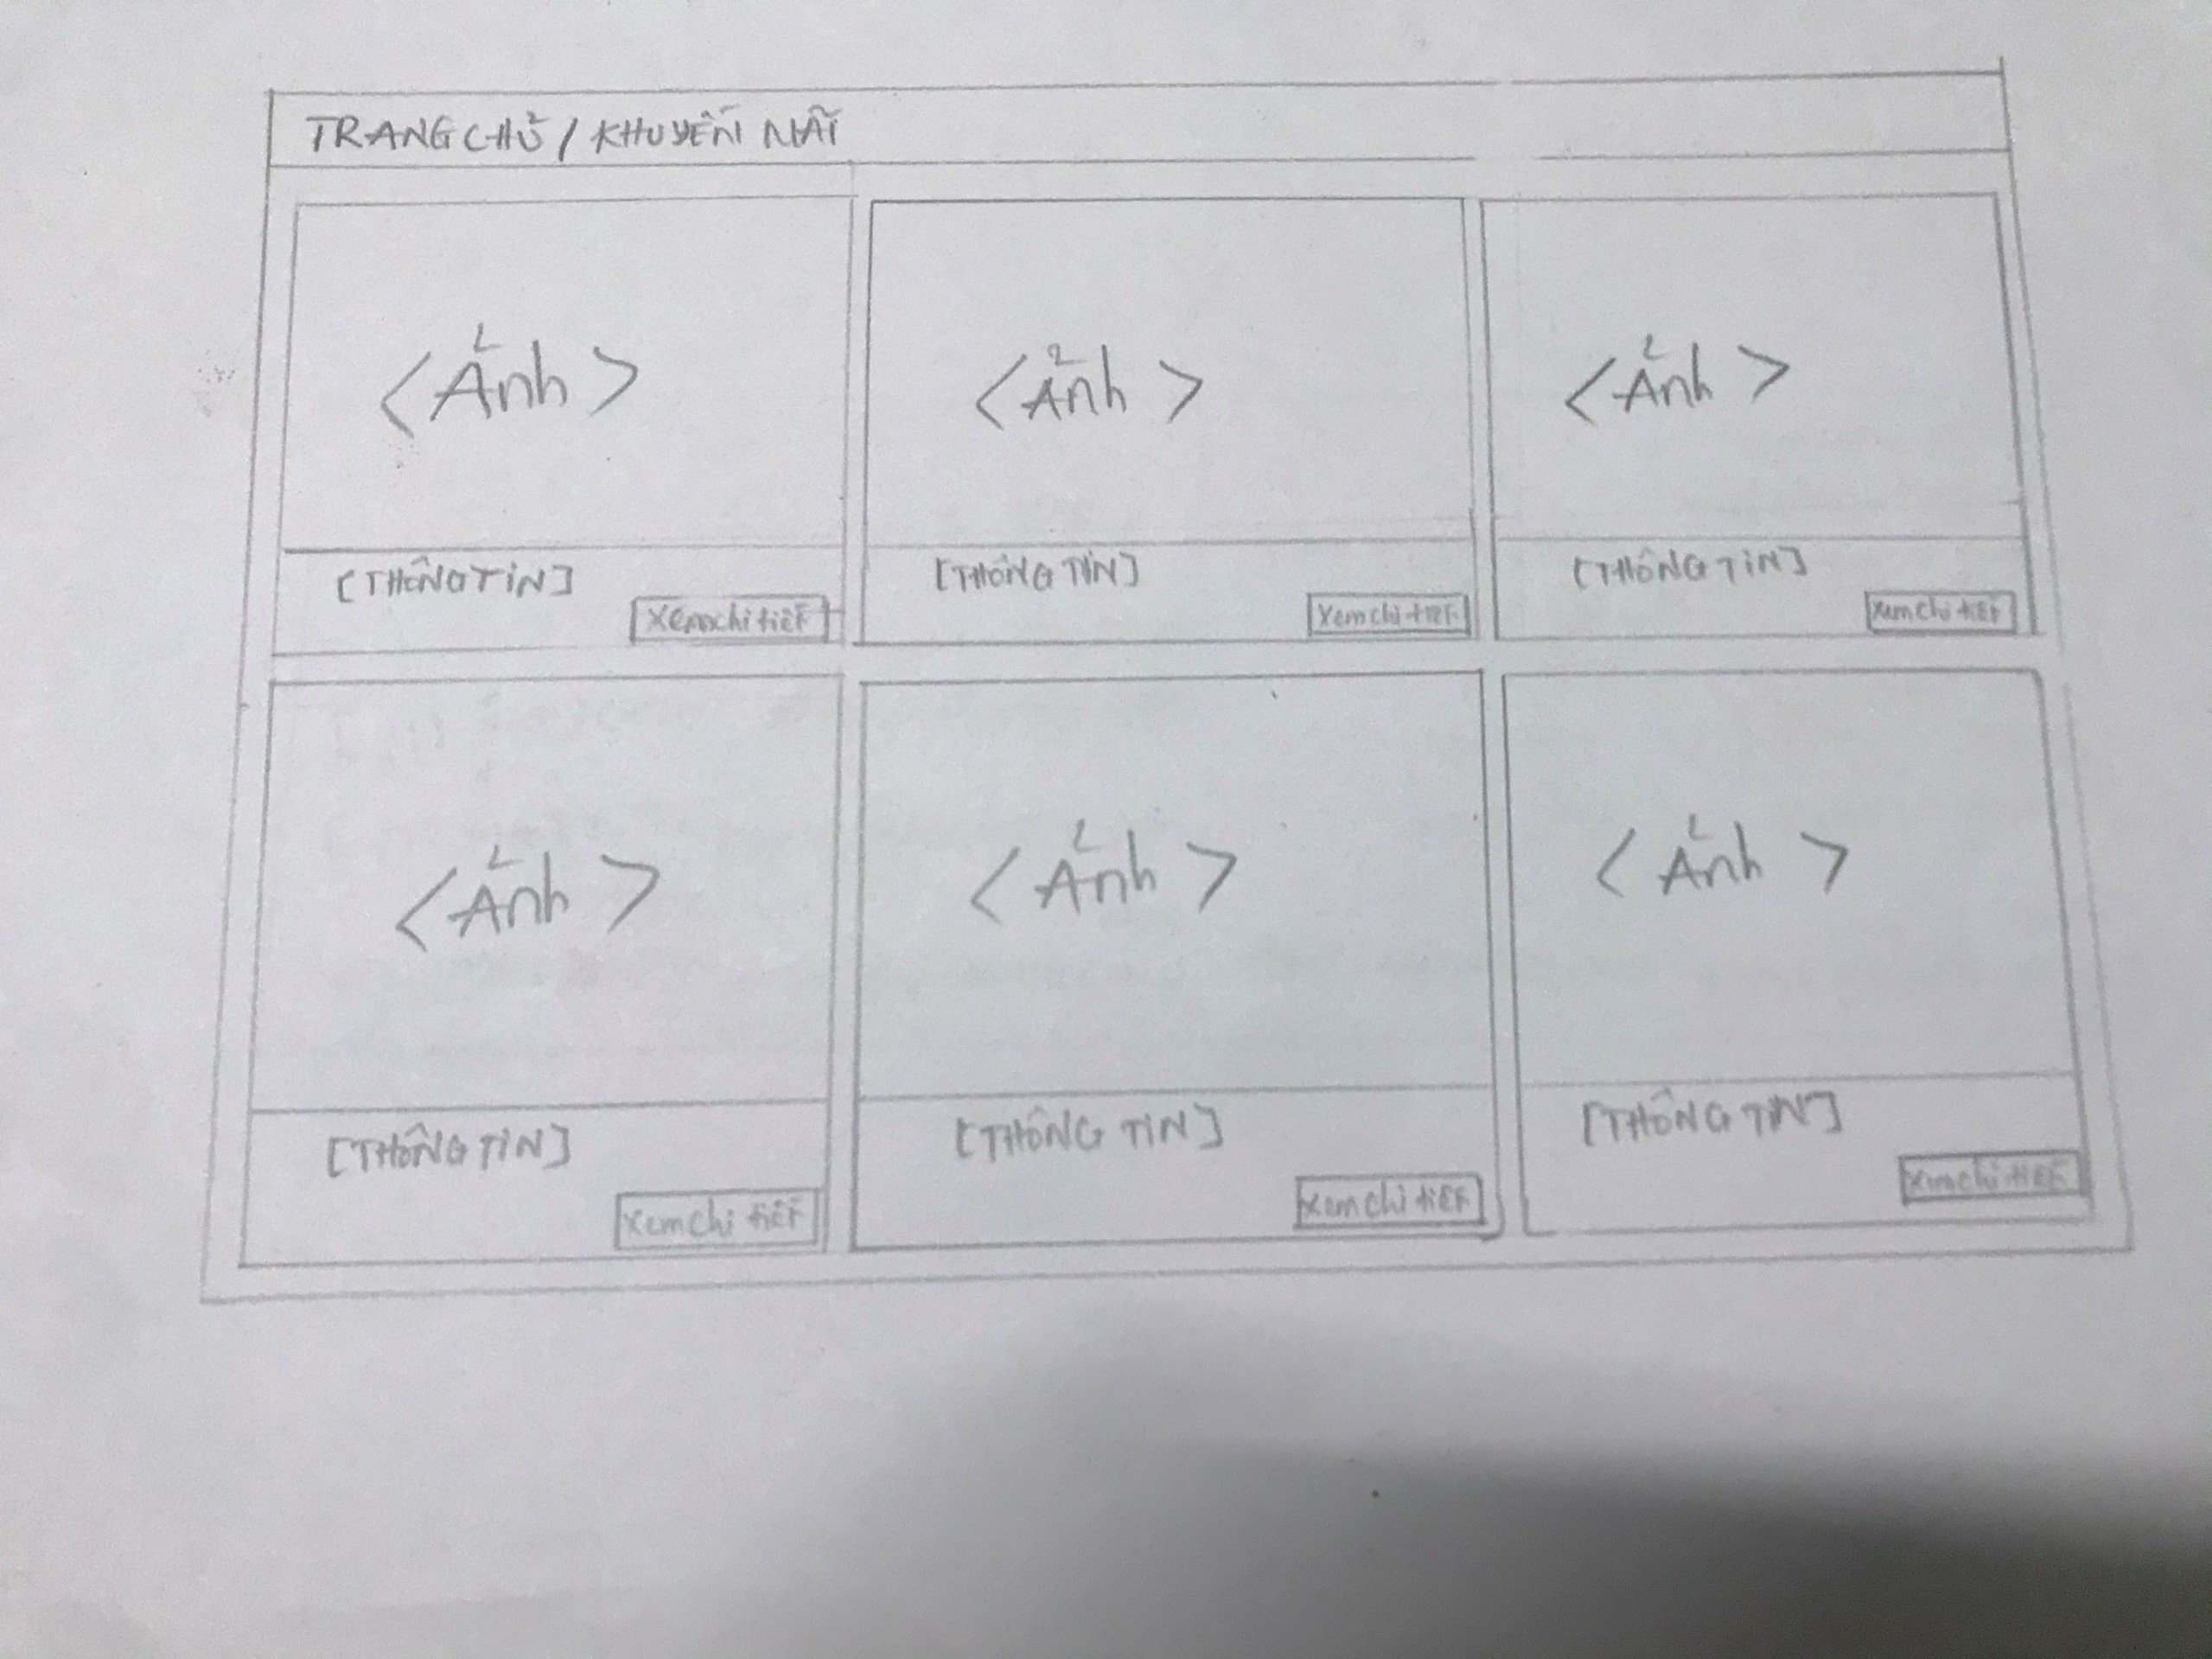 TRANG CHỦ / KHUYẾN MÃI
<Ảnh>
<Ảnh>
<Ảnh>
[THÔNG TIN]
[THÔNG TIN]
[THÔNG TIN]
Xem chi tiết
Xem chi tiết
Xem chi tiết
<Ảnh>
<Ảnh>
<Ảnh>
[THÔNG TIN]
[THÔNG TIN]
[THÔNG TIN]
Xem chi tiết
Xem chi tiết
Xem chi tiết